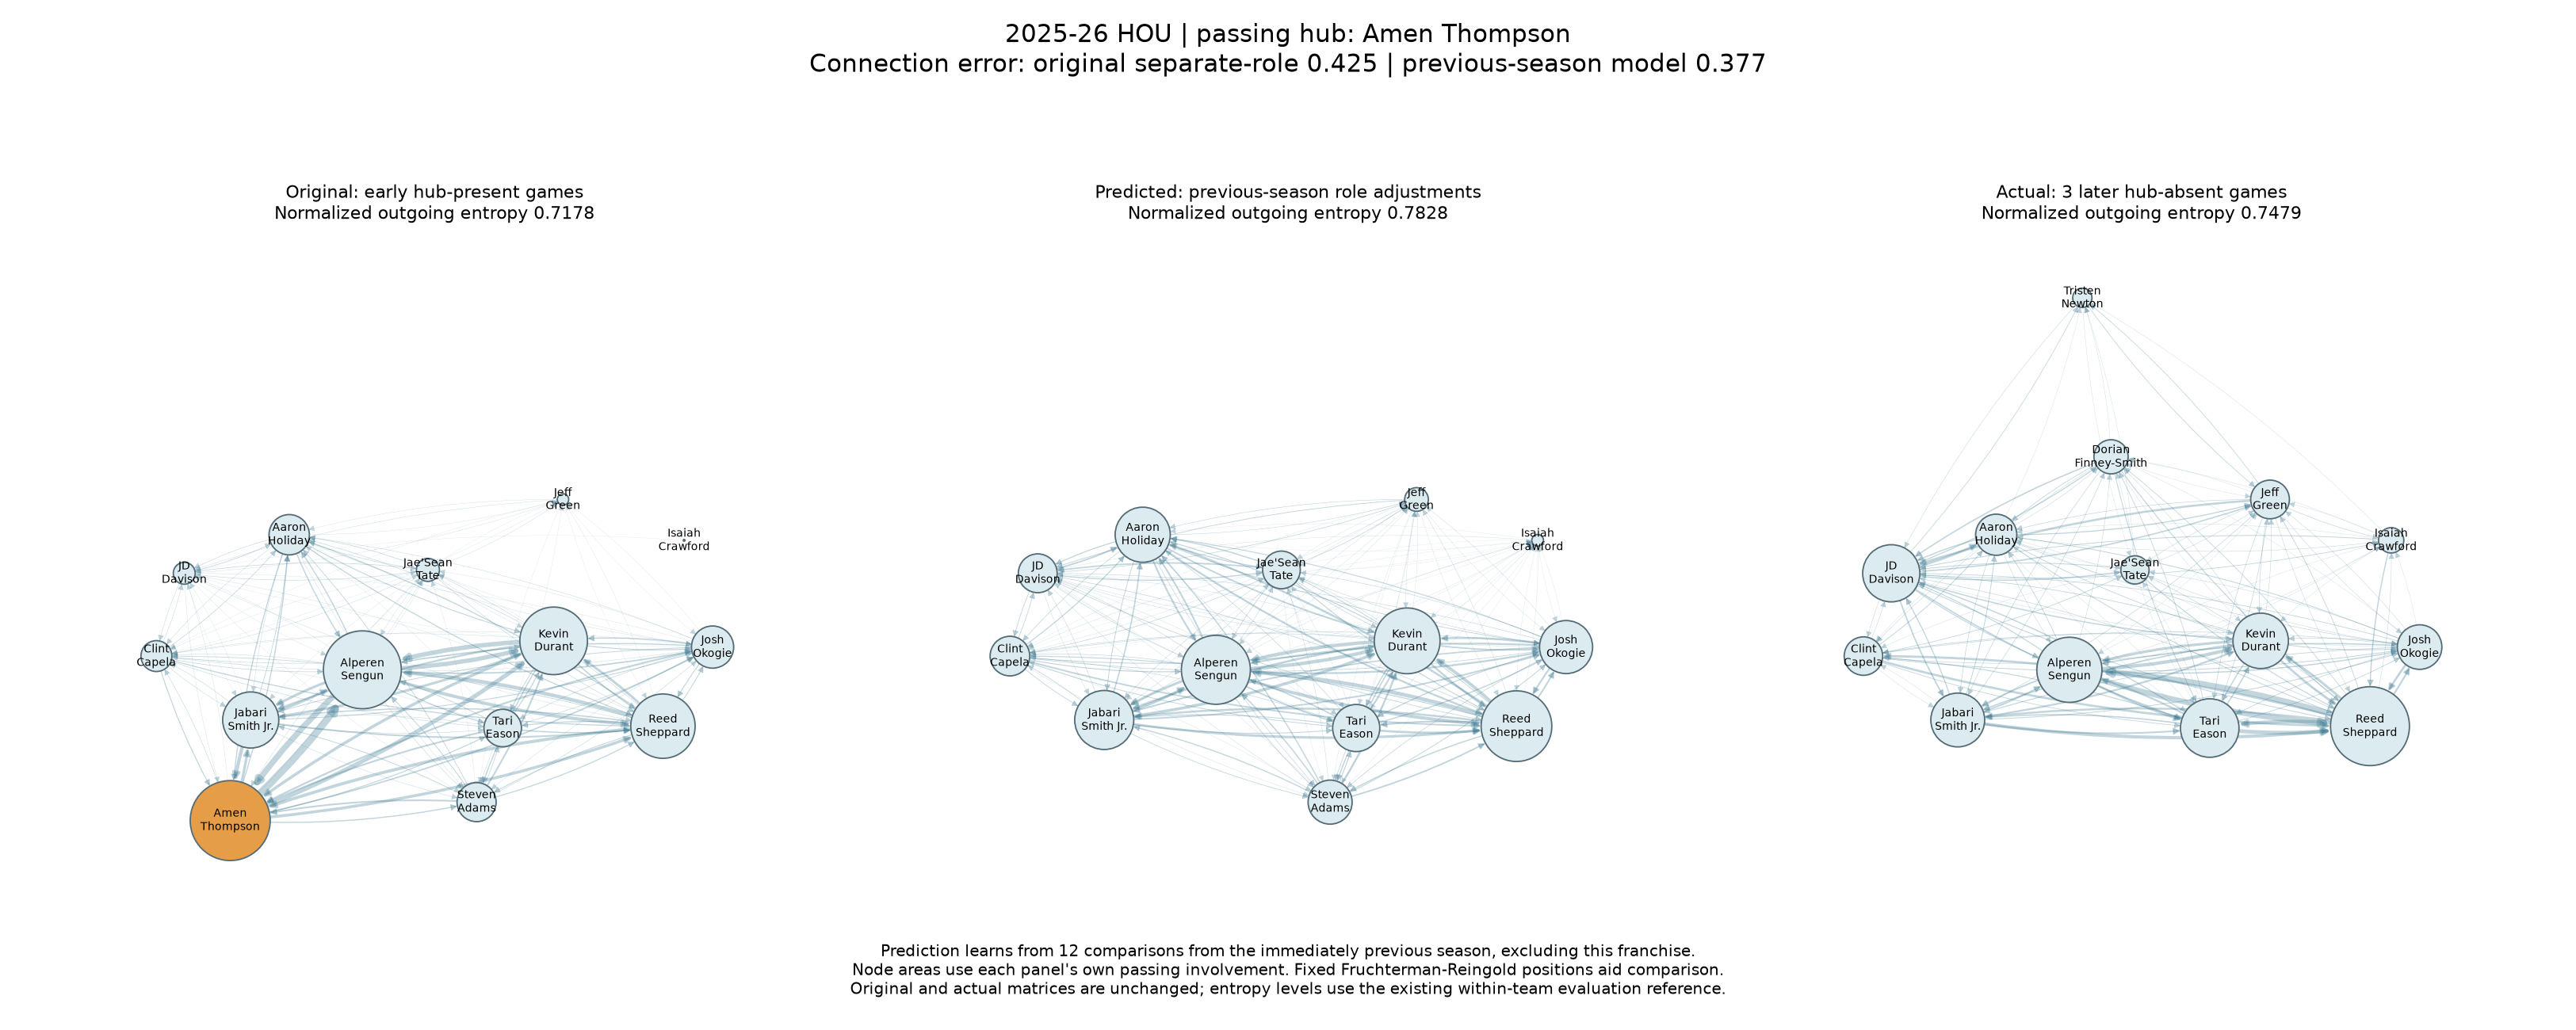 2025-26 HOU | passing hub: Amen Thompson
Connection error: original separate-role 0.425 | previous-season model 0.377
Original: early hub-present games
Normalized outgoing entropy 0.7178
Jeff
Green
Isaiah
Crawford
Aaron
Holiday
JD
Davison
Jae'Sean
Tate
Kevin
Durant
Josh
Okogie
Clint
Capela
Alperen
Sengun
Jabari
Smith Jr.
Tari
Eason
Reed
Sheppard
Steven
Adams
Amen
Thompson
Predicted: previous-season role adjustments
Normalized outgoing entropy 0.7828
Jeff
Green
Isaiah
Crawford
Aaron
Holiday
JD
Davison
Jae'Sean
Tate
Kevin
Durant
Josh
Okogie
Clint
Capela
Alperen
Sengun
Jabari
Smith Jr.
Tari
Eason
Reed
Sheppard
Steven
Adams
Actual: 3 later hub-absent games
Normalized outgoing entropy 0.7479
Tristen
Newton
Dorian
Finney-Smith
Jeff
Green
Aaron
Holiday
Isaiah
Crawford
JD
Davison
Jae'Sean
Tate
Kevin
Durant
Josh
Okogie
Clint
Capela
Alperen
Sengun
Jabari
Smith Jr.
Tari
Eason
Reed
Sheppard
Prediction learns from 12 comparisons from the immediately previous season, excluding this franchise.
Node areas use each panel's own passing involvement. Fixed Fruchterman-Reingold positions aid comparison.
Original and actual matrices are unchanged; entropy levels use the existing within-team evaluation reference.